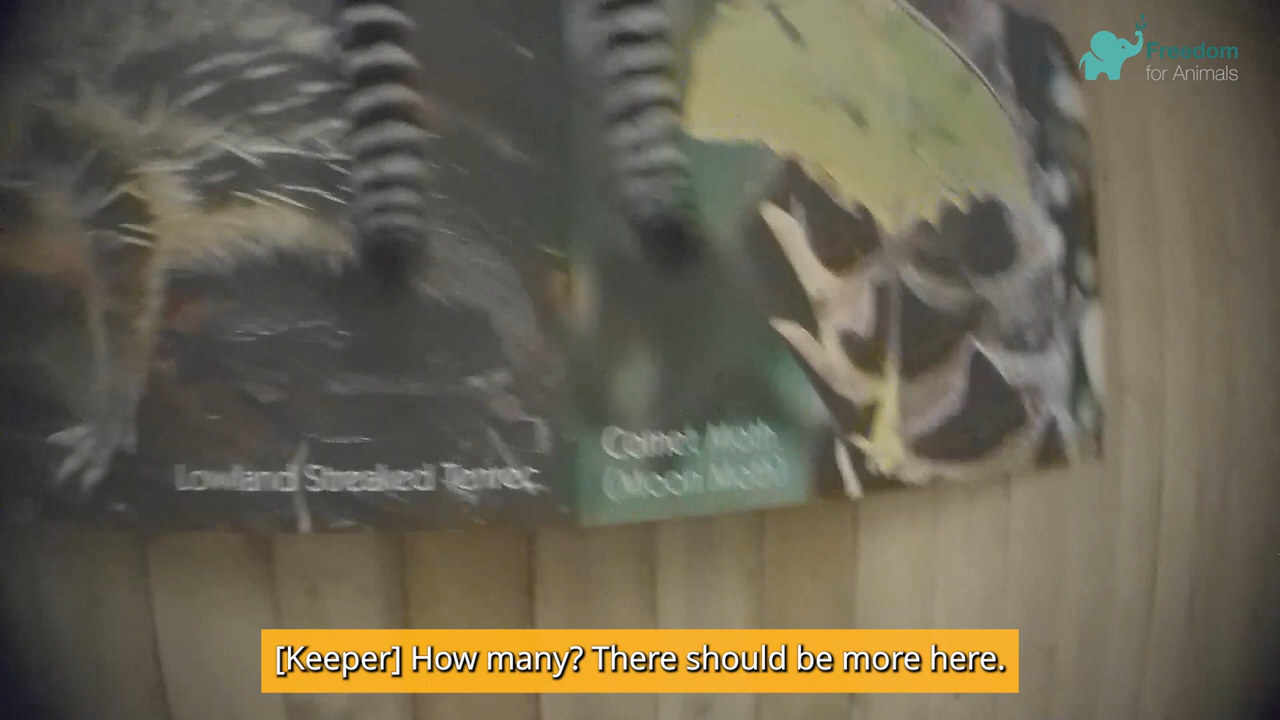 Freedom
for Animals
Lowland Streaked Tenrec
Comet Moth
(Moon Moth)
[Keeper] How many? There should be more here.